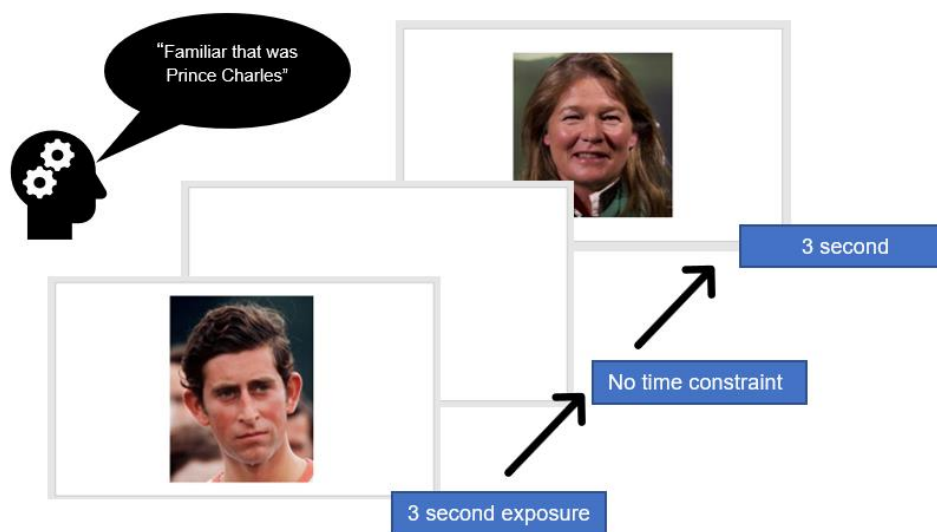 “Familiar that was
Prince Charles”
3 second
No time constraint
3 second exposure